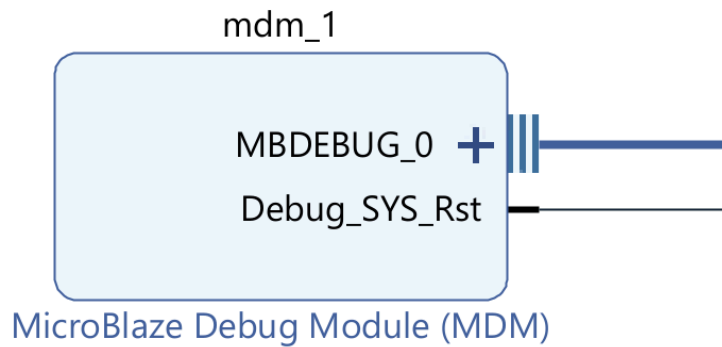 mdm_1
MBDEBUG_0
Debug_SYS_Rst
MicroBlaze Debug Module (MDM)